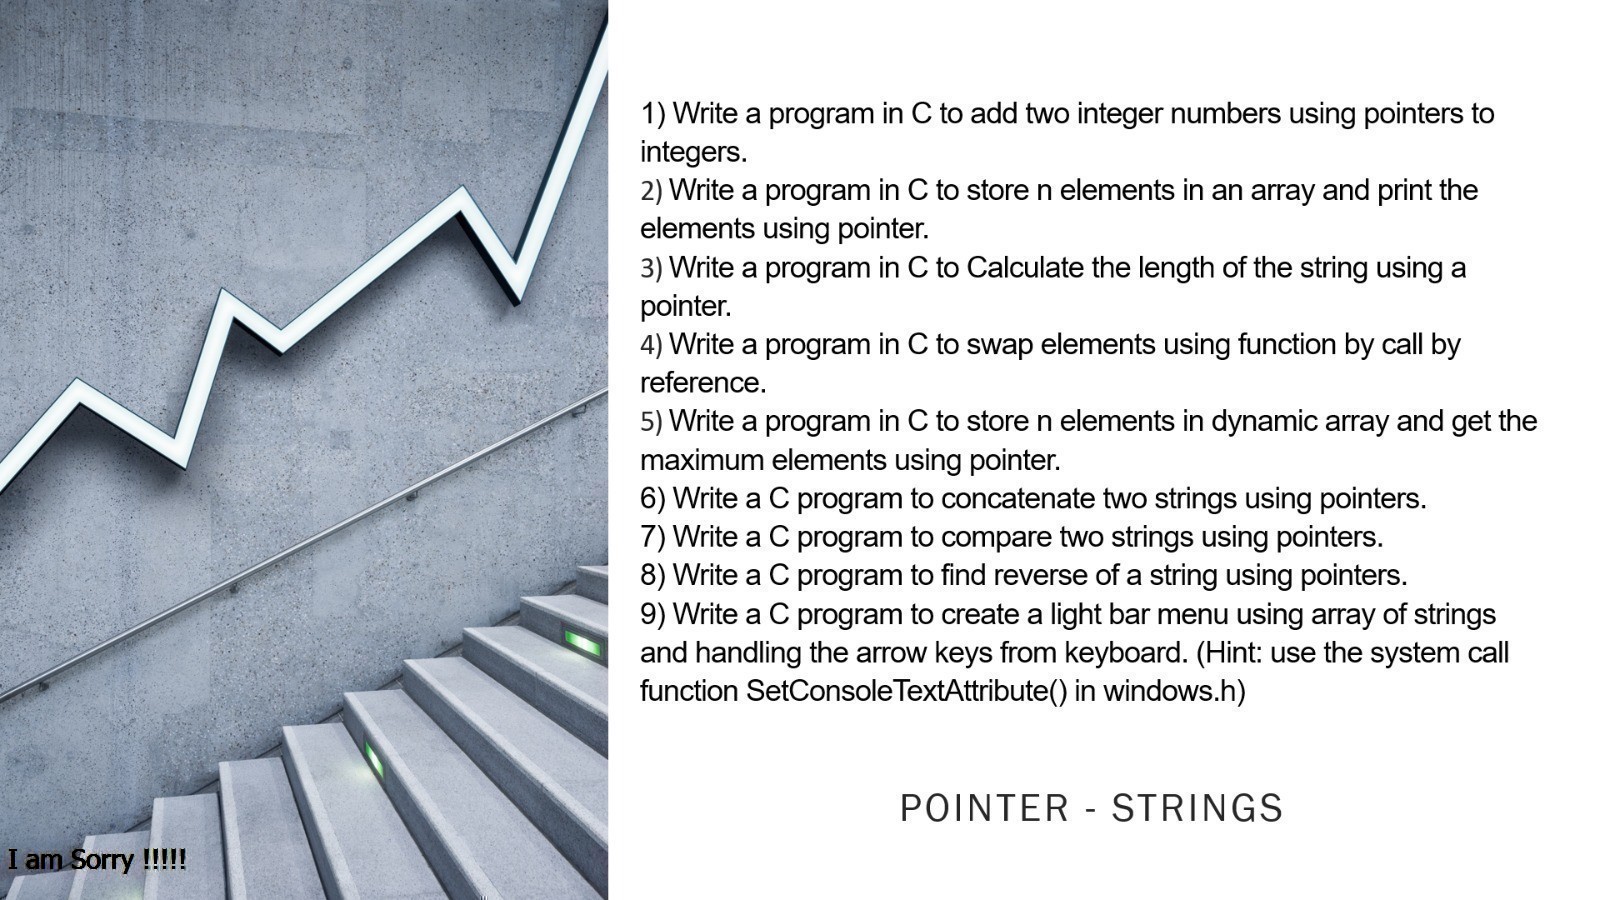 1) Write a program in C to add two integer numbers using pointers to
integers.
2) Write a program in C to store n elements in an array and print the
elements using pointer.
3) Write a program in C to Calculate the length of the string using a
pointer.
4) Write a program in C to swap elements using function by call by
reference.
5) Write a program in C to store n elements in dynamic array and get the
maximum elements using pointer.
6) Write a C program to concatenate two strings using pointers.
7) Write a C program to compare two strings using pointers.
8) Write a C program to find reverse of a string using pointers.
9) Write a C program to create a light bar menu using array of strings
and handling the arrow keys from keyboard. (Hint: use the system call
function SetConsoleTextAttribute() in windows.h)
POINTER - STRINGS
I am Sorry !!!!!